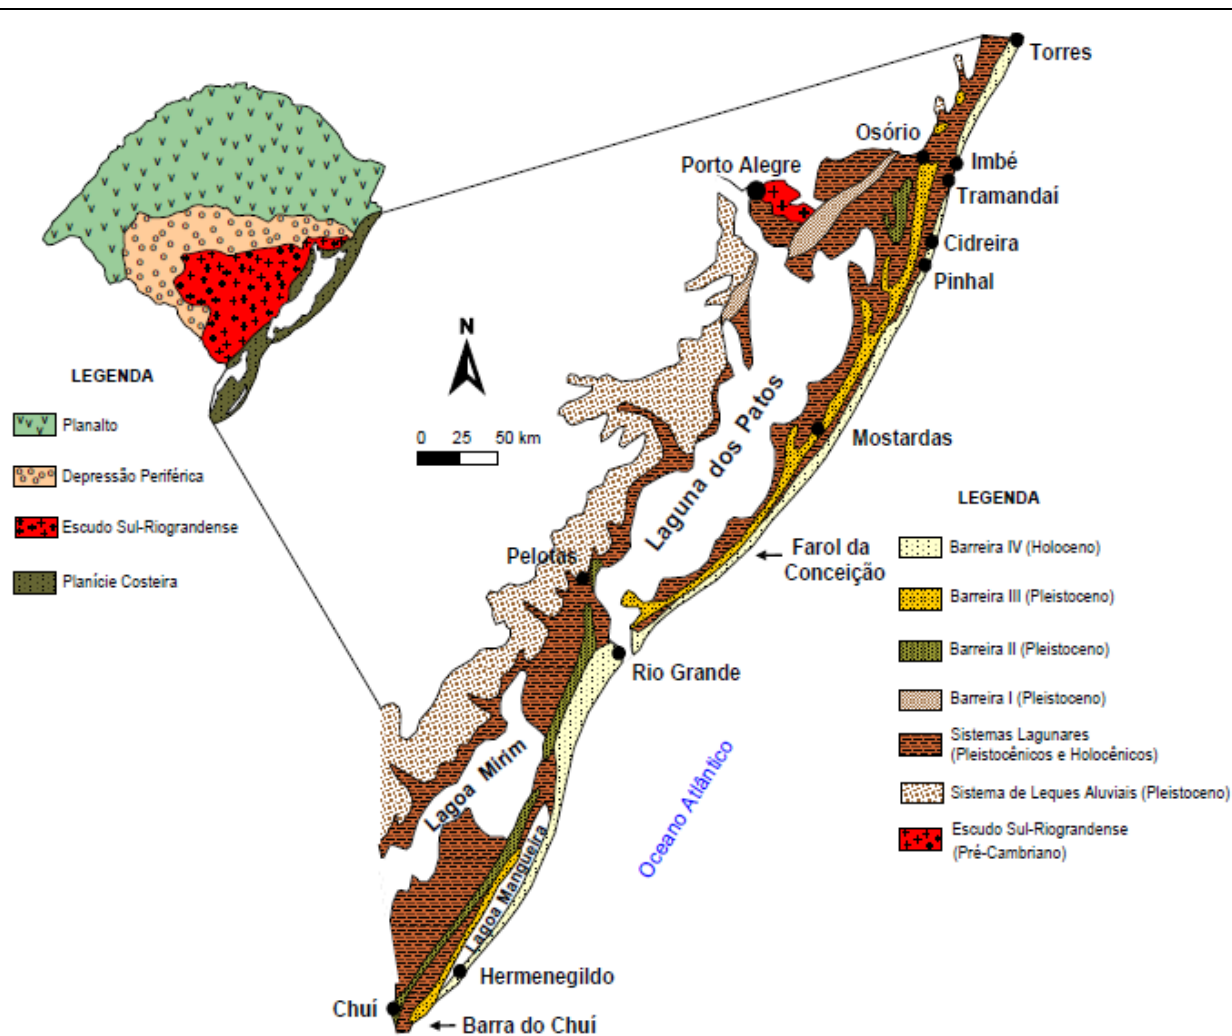 Torres
Osório
Porto Alegre
Imbé
Tramandaí
Cidreira
Pinhal
N
0 25 50 km
LEGENDA
Planalto
Depressão Periférica
Escudo Sul-Riograndense
Planície Costeira
Laguna dos Patos
Mostardas
Farol da
Conceição
Pelotas
Rio Grande
Lagoa Mirim
Lagoa Mangueira
Oceano Atlântico
Hermenegildo
Chuí
Barra do Chuí
LEGENDA
Barreira IV (Holoceno)
Barreira III (Pleistoceno)
Barreira II (Pleistoceno)
Barreira I (Pleistoceno)
Sistemas Lagunares
(Pleistocênicos e Holocênicos)
Sistema de Leques Aluviais (Pleistoceno)
Escudo Sul-Riograndense
(Pré-Cambriano)